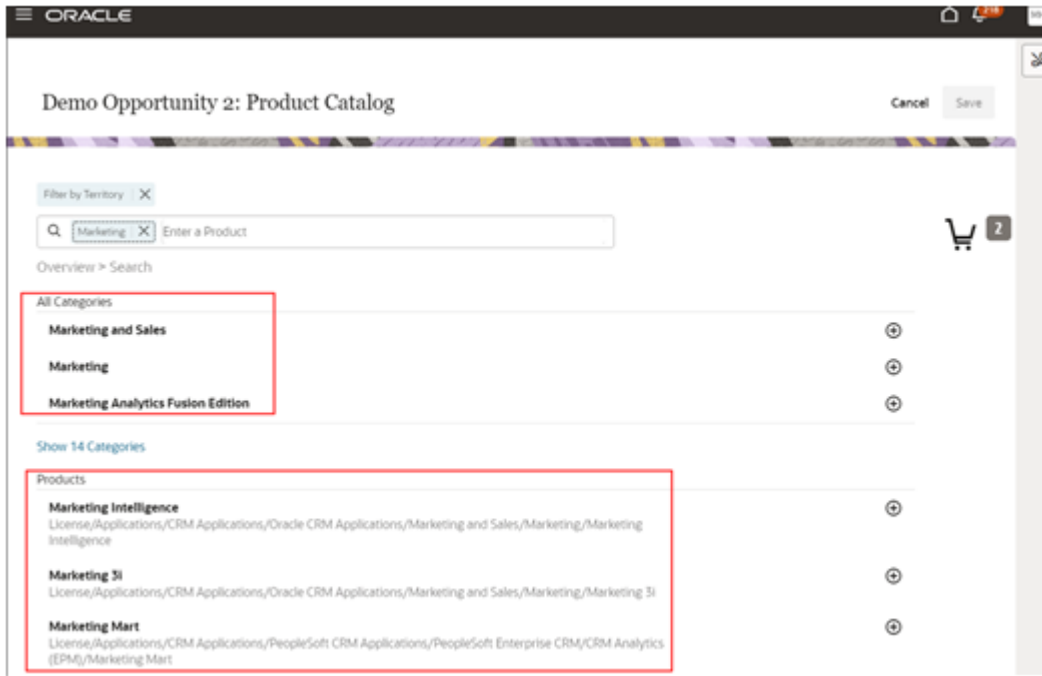 ORACLE
Demo Opportunity 2: Product Catalog
Cancel
Save
Filter by Territory
Marketing
Enter a Product
2
Overview > Search
All Categories
Marketing and Sales
Marketing
Marketing Analytics Fusion Edition
Show 14 Categories
Products
Marketing Intelligence
License/Applications/CRM Applications/Oracle CRM Applications/Marketing and Sales/Marketing/Marketing
Intelligence
Marketing 3i
License/Applications/CRM Applications/Oracle CRM Applications/Marketing and Sales/Marketing/Marketing 3i
Marketing Mart
License/Applications/CRM Applications/PeopleSoft CRM Applications/PeopleSoft Enterprise CRM/CRM Analytics
(EPM)/Marketing Mart